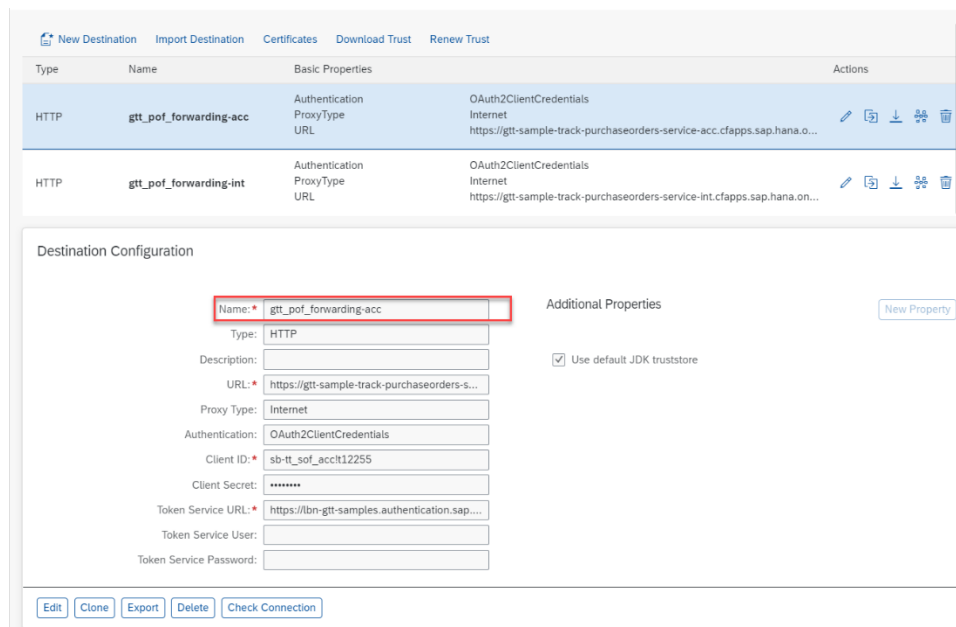 New Destination Import Destination Certificates Download Trust Renew Trust
Type Name Basic Properties Actions
HTTP gtt_pof_forwarding-acc Authentication OAuth2ClientCredentials
ProxyType Internet
URL https://gtt-sample-track-purchaseorders-service-acc.cfapps.sap.hana.o...
HTTP gtt_pof_forwarding-int Authentication OAuth2ClientCredentials
ProxyType Internet
URL https://gtt-sample-track-purchaseorders-service-int.cfapps.sap.hana.on...
Destination Configuration
Name:* gtt_pof_forwarding-acc
Type: HTTP
Description:
URL:* https://gtt-sample-track-purchaseorders-s...
Proxy Type: Internet
Authentication: OAuth2ClientCredentials
Client ID:* sb-tt_sof_acc!t12255
Client Secret: ••••••••
Token Service URL:* https://lbn-gtt-samples.authentication.sap....
Token Service User:
Token Service Password:
Additional Properties New Property
Use default JDK truststore
Edit Clone Export Delete Check Connection